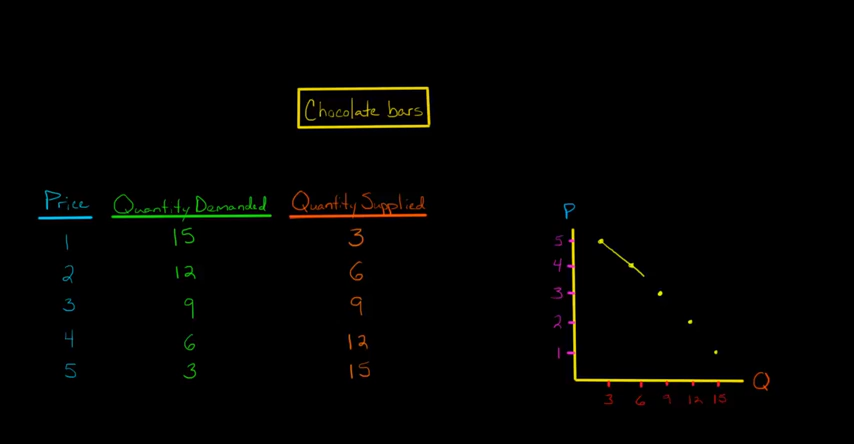 Chocolate bars
Price Quantity Demanded Quantity Supplied
1 15 3
2 12 6
3 9 9
4 6 12
5 3 15
P
5
4
3
2
1
Q
3 6 9 12 15